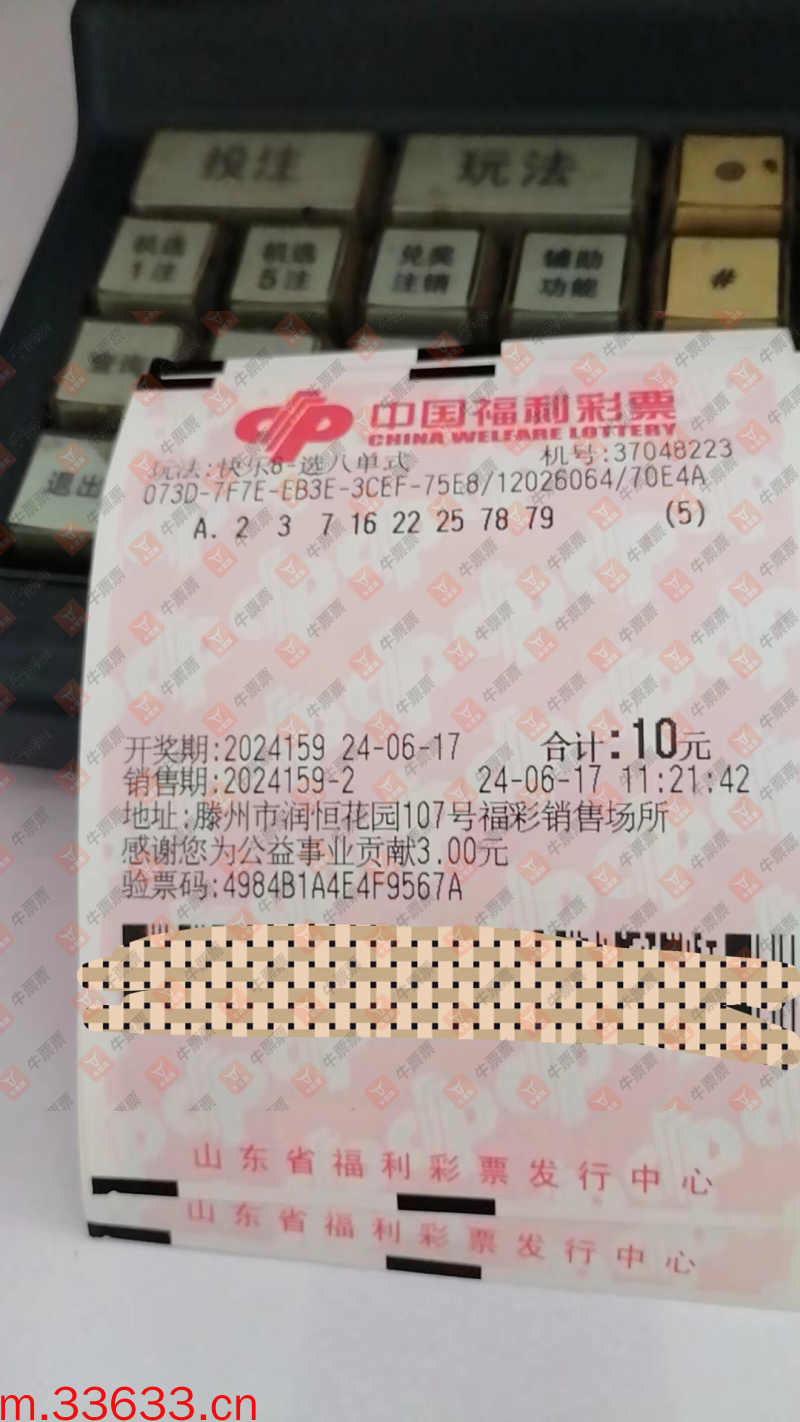 投注
玩法
机选
1注
机选
5注
兑奖
注销
辅助
功能
#
查询
退出
中国福利彩票
CHINA WELFARE LOTTERY
玩法:快乐8-选八单式
机号:37048223
073D-7F7E-EB3E-3CEF-75E8/12026064/70E4A
A. 2 3 7 16 22 25 78 79 (5)
开奖期:2024159 24-06-17 合计:10元
销售期:2024159-2 24-06-17 11:21:42
地址:滕州市润恒花园107号福彩销售场所
感谢您为公益事业贡献3.00元
验票码:4984B1A4E4F9567A
山东省福利彩票发行中心
山东省福利彩票发行中心
牛票票
m.33633.cn